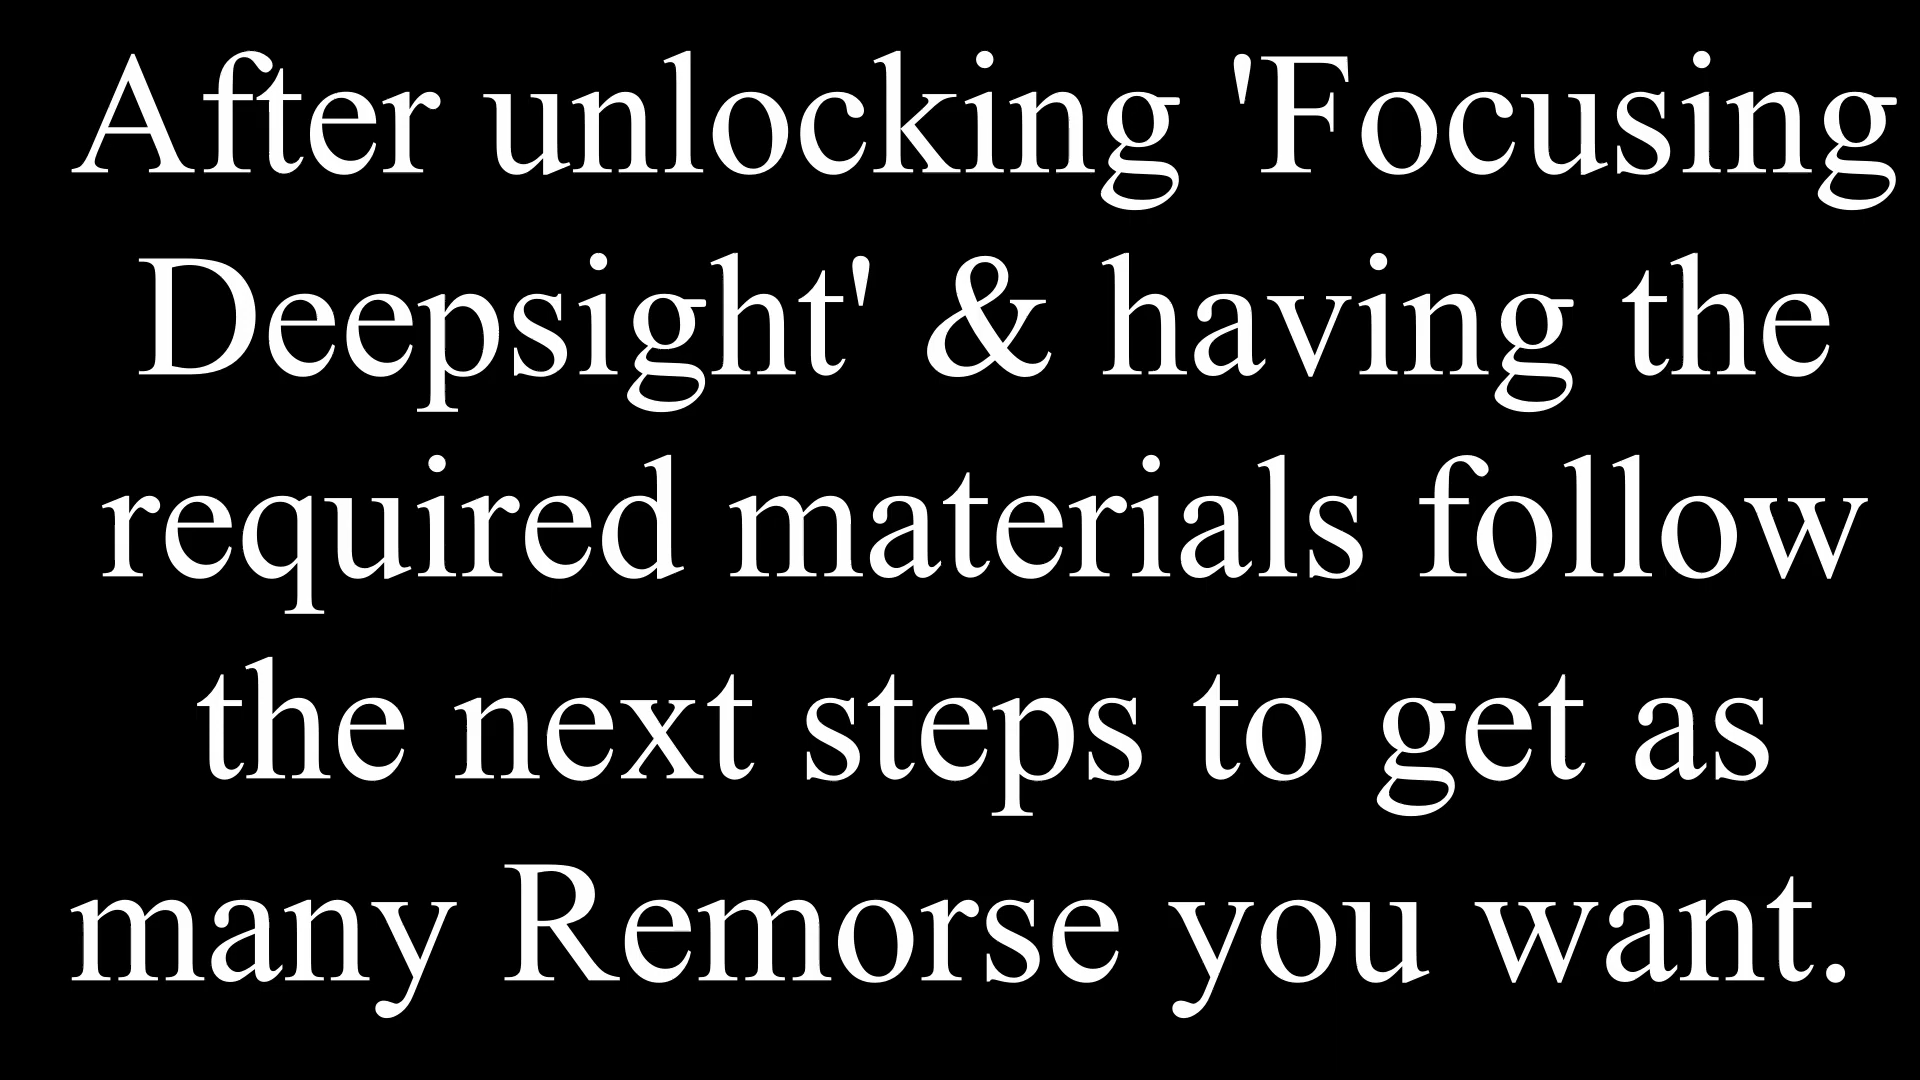 After unlocking 'Focusing
Deepsight' & having the
required materials follow
the next steps to get as
many Remorse you want.